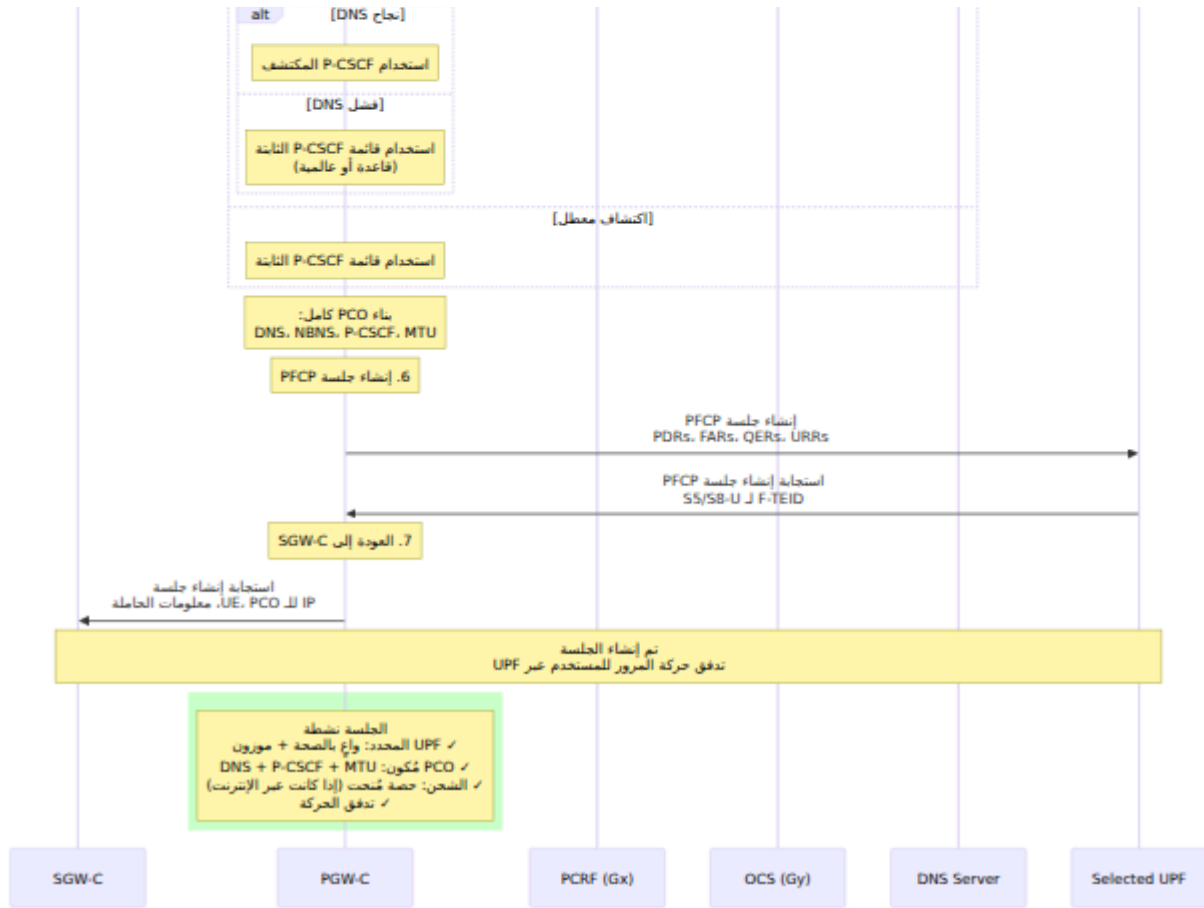 alt
[نجاح DNS]
استخدام P-CSCF المكتشف
[فشل DNS]
استخدام قائمة P-CSCF الثابتة
(قاعدة أو عالمية)
[اكتشاف معطل]
استخدام قائمة P-CSCF الثابتة
بناء PCO كامل:
DNS، NBNS، P-CSCF، MTU
6. إنشاء جلسة PFCP
إنشاء جلسة PFCP
PDRs، FARs، QERs، URRs
استجابة إنشاء جلسة PFCP
F-TEID لـ S5/S8-U
7. العودة إلى SGW-C
استجابة إنشاء جلسة
IP للـ UE، PCO، معلومات الحاملة
تم إنشاء الجلسة
تدفق حركة المرور للمستخدم عبر UPF
الجلسة نشطة
✓ UPF المحدد: واعٍ بالصحة + موزون
✓ PCO مُكون: DNS + P-CSCF + MTU
✓ الشحن: حصة مُنحت (إذا كانت عبر الإنترنت)
✓ تدفق الحركة
SGW-C
PGW-C
PCRF (Gx)
OCS (Gy)
DNS Server
Selected UPF